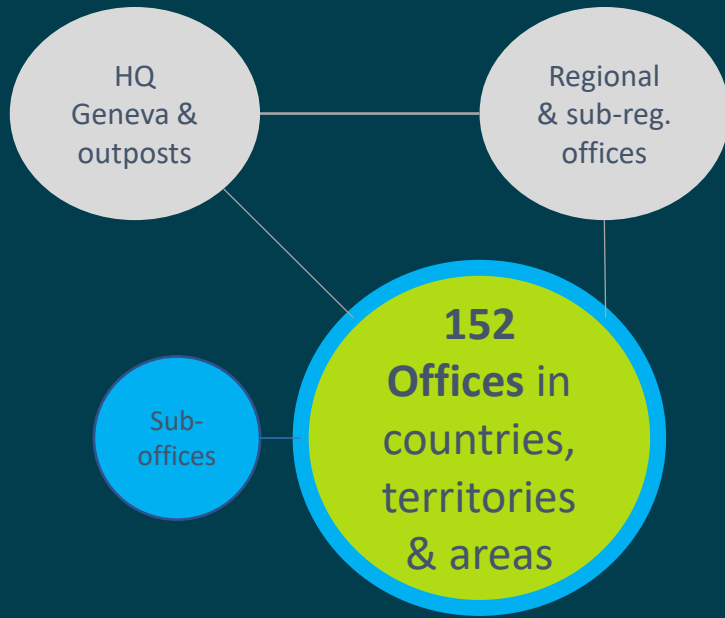 HQ
Geneva &
outposts
Regional
& sub-reg.
offices
152
Offices in
countries,
territories
& areas
Sub-
offices